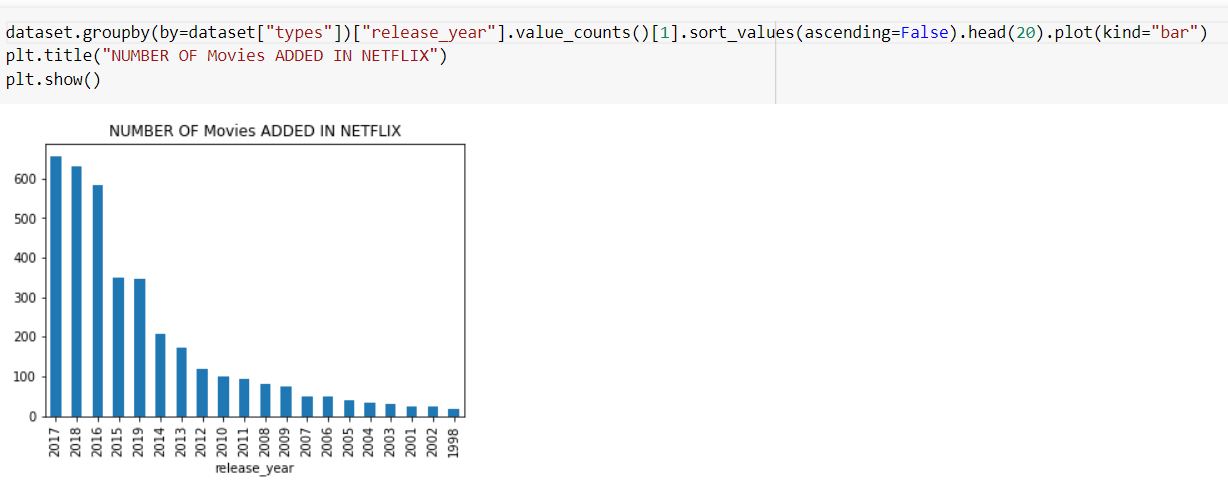 dataset.groupby(by=dataset["types"])["release_year"].value_counts()[1].sort_values(ascending=False).head(20).plot(kind="bar")
plt.title("NUMBER OF Movies ADDED IN NETFLIX")
plt.show()
NUMBER OF Movies ADDED IN NETFLIX
600
500
400
300
200
100
0
2017 2018 2016 2015 2019 2014 2013 2012 2010 2011 2008 2009 2007 2006 2005 2004 2003 2001 2002 1998
release_year